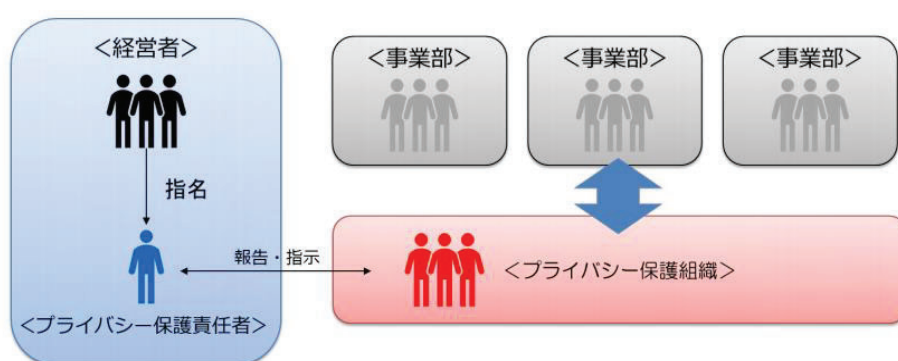 ＜経営者＞
指名
＜プライバシー保護責任者＞
報告・指示
＜事業部＞
＜事業部＞
＜事業部＞
＜プライバシー保護組織＞